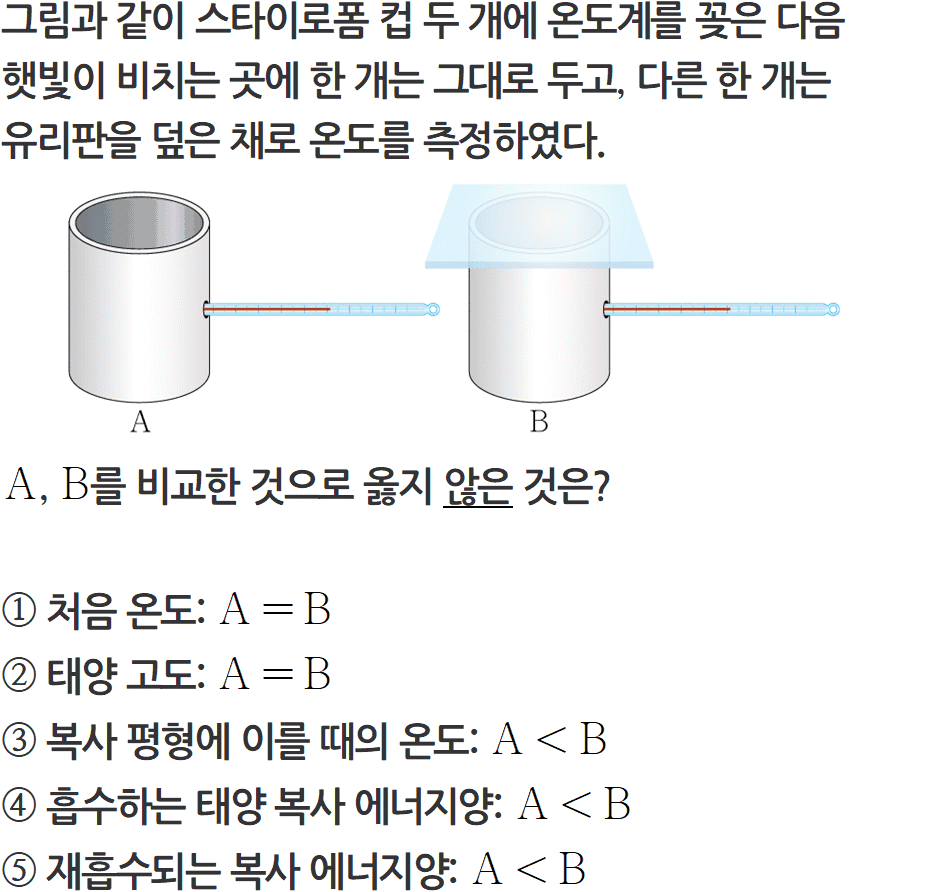 그림과 같이 스타이로폼 컵 두 개에 온도계를 꽂은 다음
햇빛이 비치는 곳에 한 개는 그대로 두고, 다른 한 개는
유리판을 덮은 채로 온도를 측정하였다.
A
B
A, B를 비교한 것으로 옳지 않은 것은?
① 처음 온도: A = B
② 태양 고도: A = B
③ 복사 평형에 이를 때의 온도: A < B
④ 흡수하는 태양 복사 에너지양: A < B
⑤ 재흡수되는 복사 에너지양: A < B